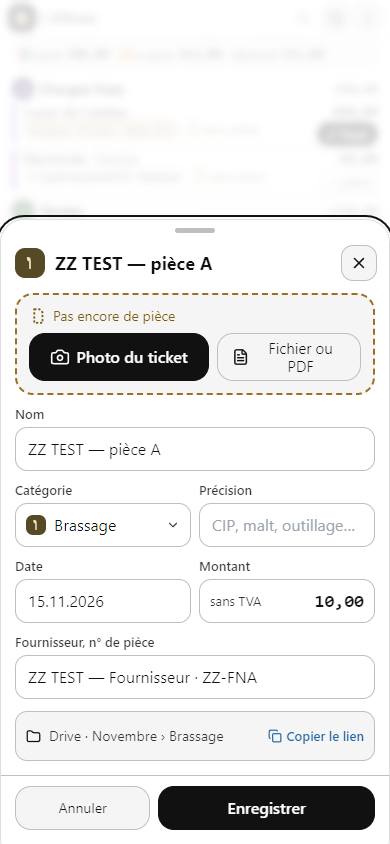 ZZ TEST — pièce A
Pas encore de pièce
Photo du ticket
Fichier ou
PDF
Nom
ZZ TEST — pièce A
Catégorie
Précision
Brassage
CIP, malt, outillage...
Date
Montant
15.11.2026
sans TVA
10,00
Fournisseur, n° de pièce
ZZ TEST — Fournisseur · ZZ-FNA
Drive · Novembre › Brassage
Copier le lien
Annuler
Enregistrer